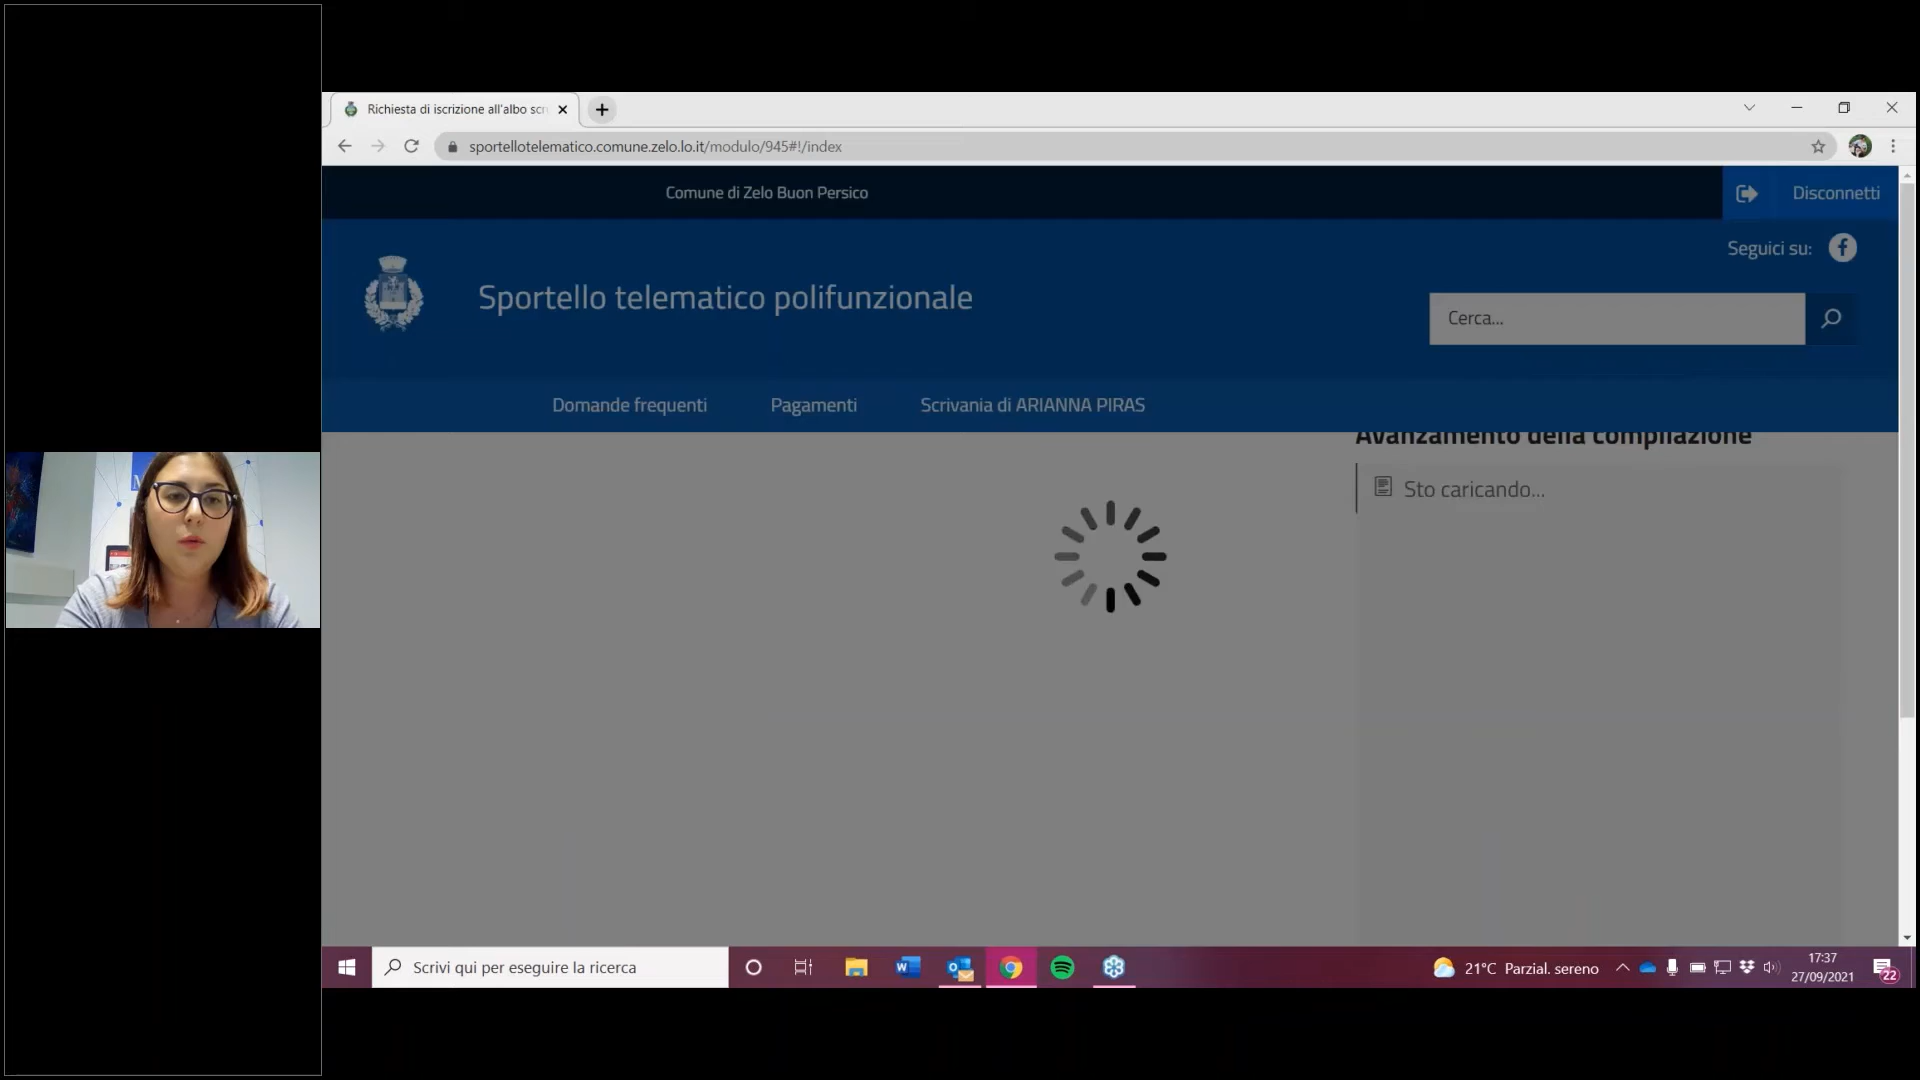 Richiesta di iscrizione all'albo scru
sportellotelematico.comune.zelo.lo.it/modulo/945#!/index
Comune di Zelo Buon Persico
Disconnetti
Seguici su:
Sportello telematico polifunzionale
Cerca...
Domande frequenti
Pagamenti
Scrivania di ARIANNA PIRAS
Avanzamento della compilazione
Sto caricando...
Scrivi qui per eseguire la ricerca
21°C Parzial. sereno
17:37
27/09/2021
22